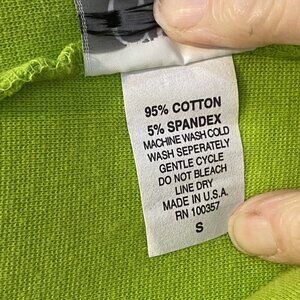 95% COTTON
5% SPANDEX
MACHINE WASH COLD
WASH SEPERATELY
GENTLE CYCLE
DO NOT BLEACH
LINE DRY
MADE IN U.S.A.
RN 100357
S